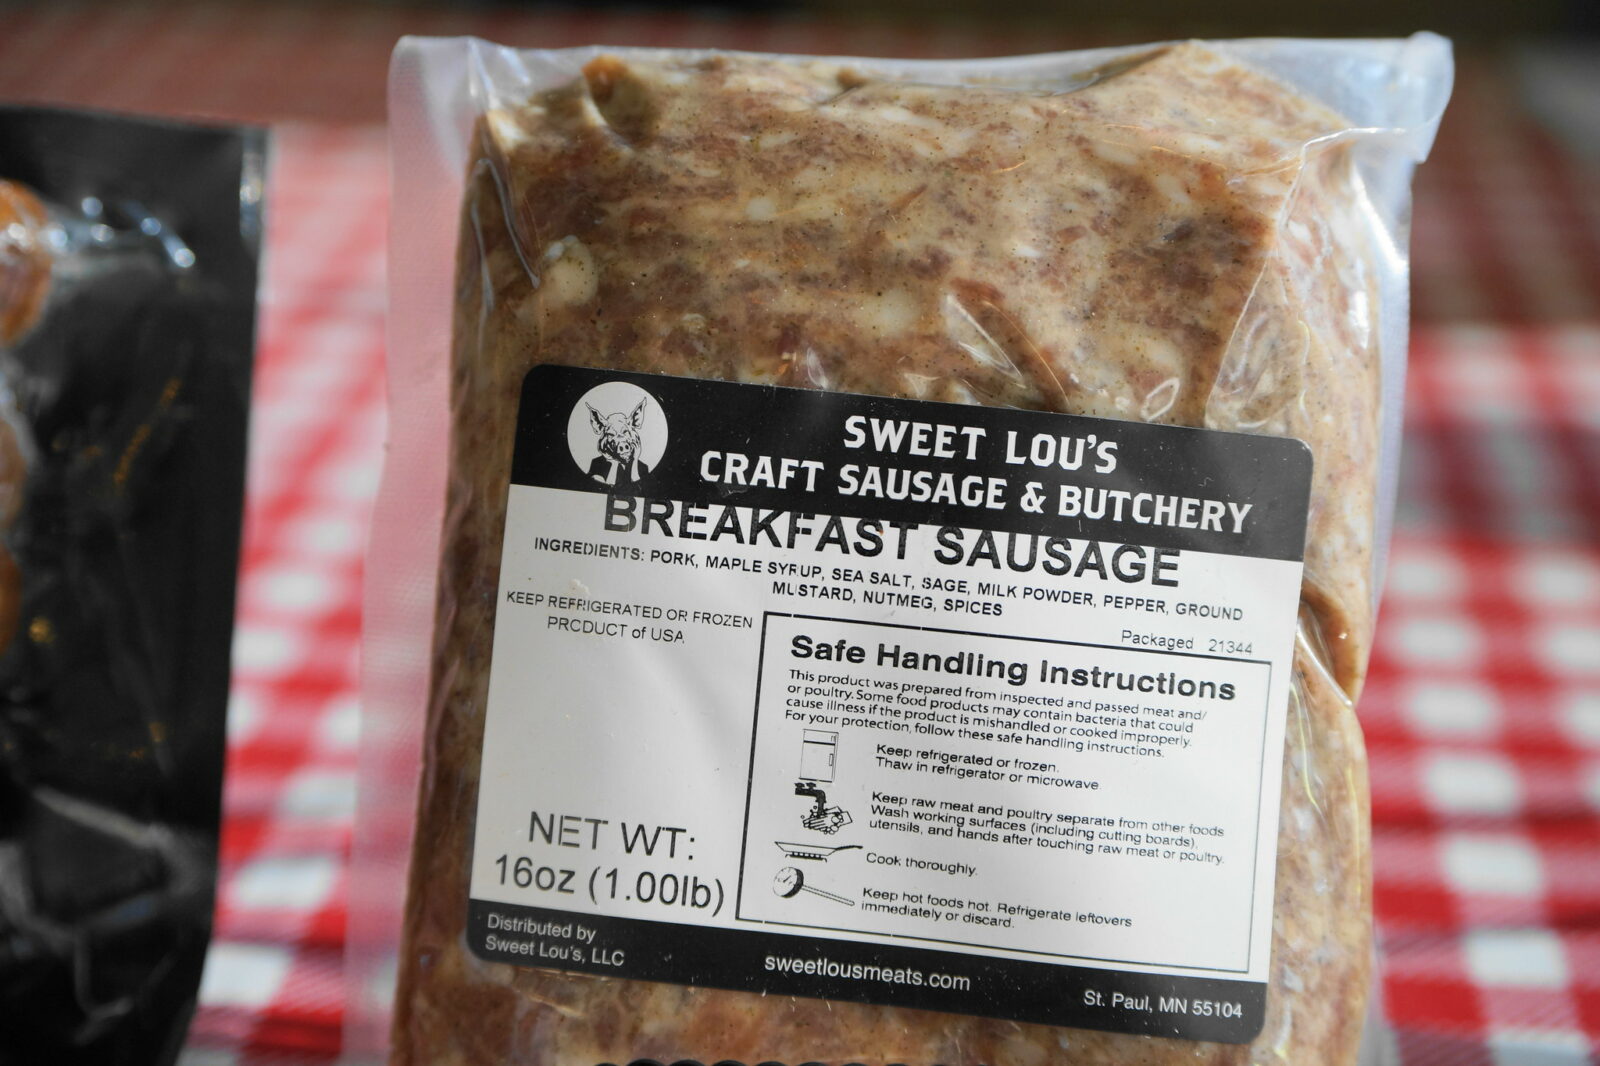 SWEET LOU'S
CRAFT SAUSAGE & BUTCHERY
BREAKFAST SAUSAGE
INGREDIENTS: PORK, MAPLE SYRUP, SEA SALT, SAGE, MILK POWDER, PEPPER, GROUND
MUSTARD, NUTMEG, SPICES
KEEP REFRIGERATED OR FROZEN
PRODUCT of USA
Packaged 21344
Safe Handling Instructions
This product was prepared from inspected and passed meat and/
or poultry. Some food products may contain bacteria that could
cause illness if the product is mishandled or cooked improperly.
For your protection, follow these safe handling instructions.
Keep refrigerated or frozen.
Thaw in refrigerator or microwave.
Keep raw meat and poultry separate from other foods
Wash working surfaces (including cutting boards),
utensils, and hands after touching raw meat or poultry.
Cook thoroughly.
Keep hot foods hot. Refrigerate leftovers
immediately or discard.
NET WT:
16oz (1.00lb)
Distributed by
Sweet Lou's, LLC
sweetlousmeats.com
St. Paul, MN 55104